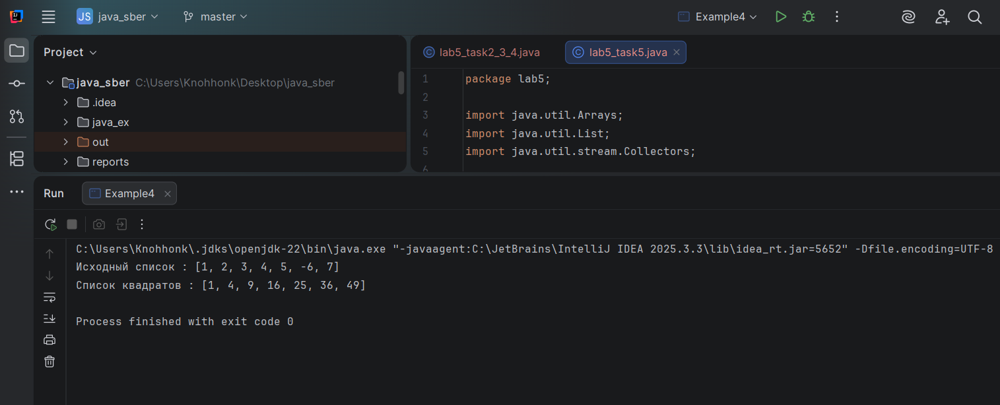 JS java_sber master Example4
Project
java_sber C:\Users\Knohhonk\Desktop\java_sber
.idea
java_ex
out
reports
lab5_task2_3_4.java lab5_task5.java
1 package lab5;
2
3 import java.util.Arrays;
4 import java.util.List;
5 import java.util.stream.Collectors;
6
Run Example4
C:\Users\Knohhonk\.jdks\openjdk-22\bin\java.exe "-javaagent:C:\JetBrains\IntelliJ IDEA 2025.3.3\lib\idea_rt.jar=5652" -Dfile.encoding=UTF-8
Исходный список : [1, 2, 3, 4, 5, -6, 7]
Список квадратов : [1, 4, 9, 16, 25, 36, 49]
Process finished with exit code 0